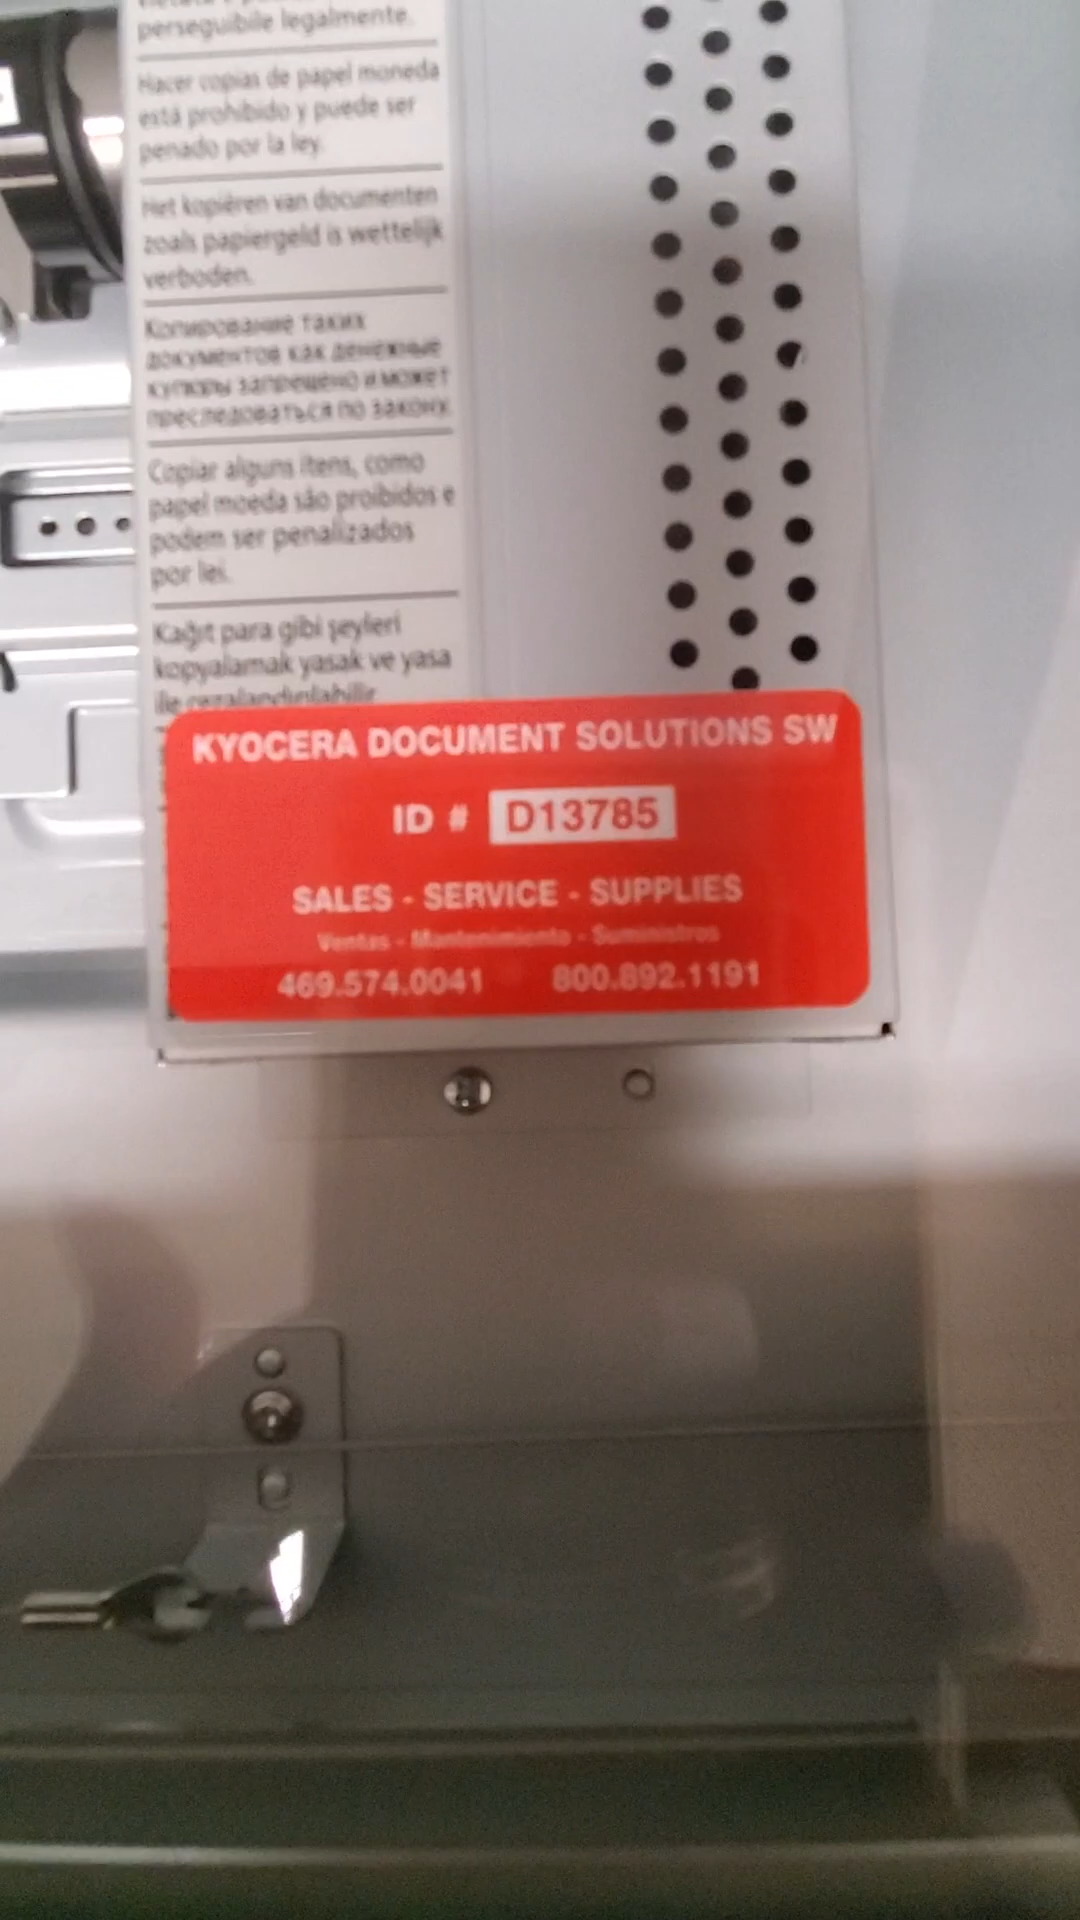 perseguibile legalmente.
Hacer copias de papel moneda
está prohibido y puede ser
penado por la ley.
Het kopiëren van documenten
zoals papiergeld is wettelijk
verboden.
Копирование таких
документов как денежные
купюры запрещено и может
преследоваться по закону.
Copiar alguns itens, como
papel moeda são proibidos e
podem ser penalizados
por lei.
Kağıt para gibi şeyleri
kopyalamak yasak ve yasa
ile cezalandırılabilir
KYOCERA DOCUMENT SOLUTIONS SW
ID # D13785
SALES - SERVICE - SUPPLIES
Ventas - Mantenimiento - Suministros
469.574.0041 800.892.1191